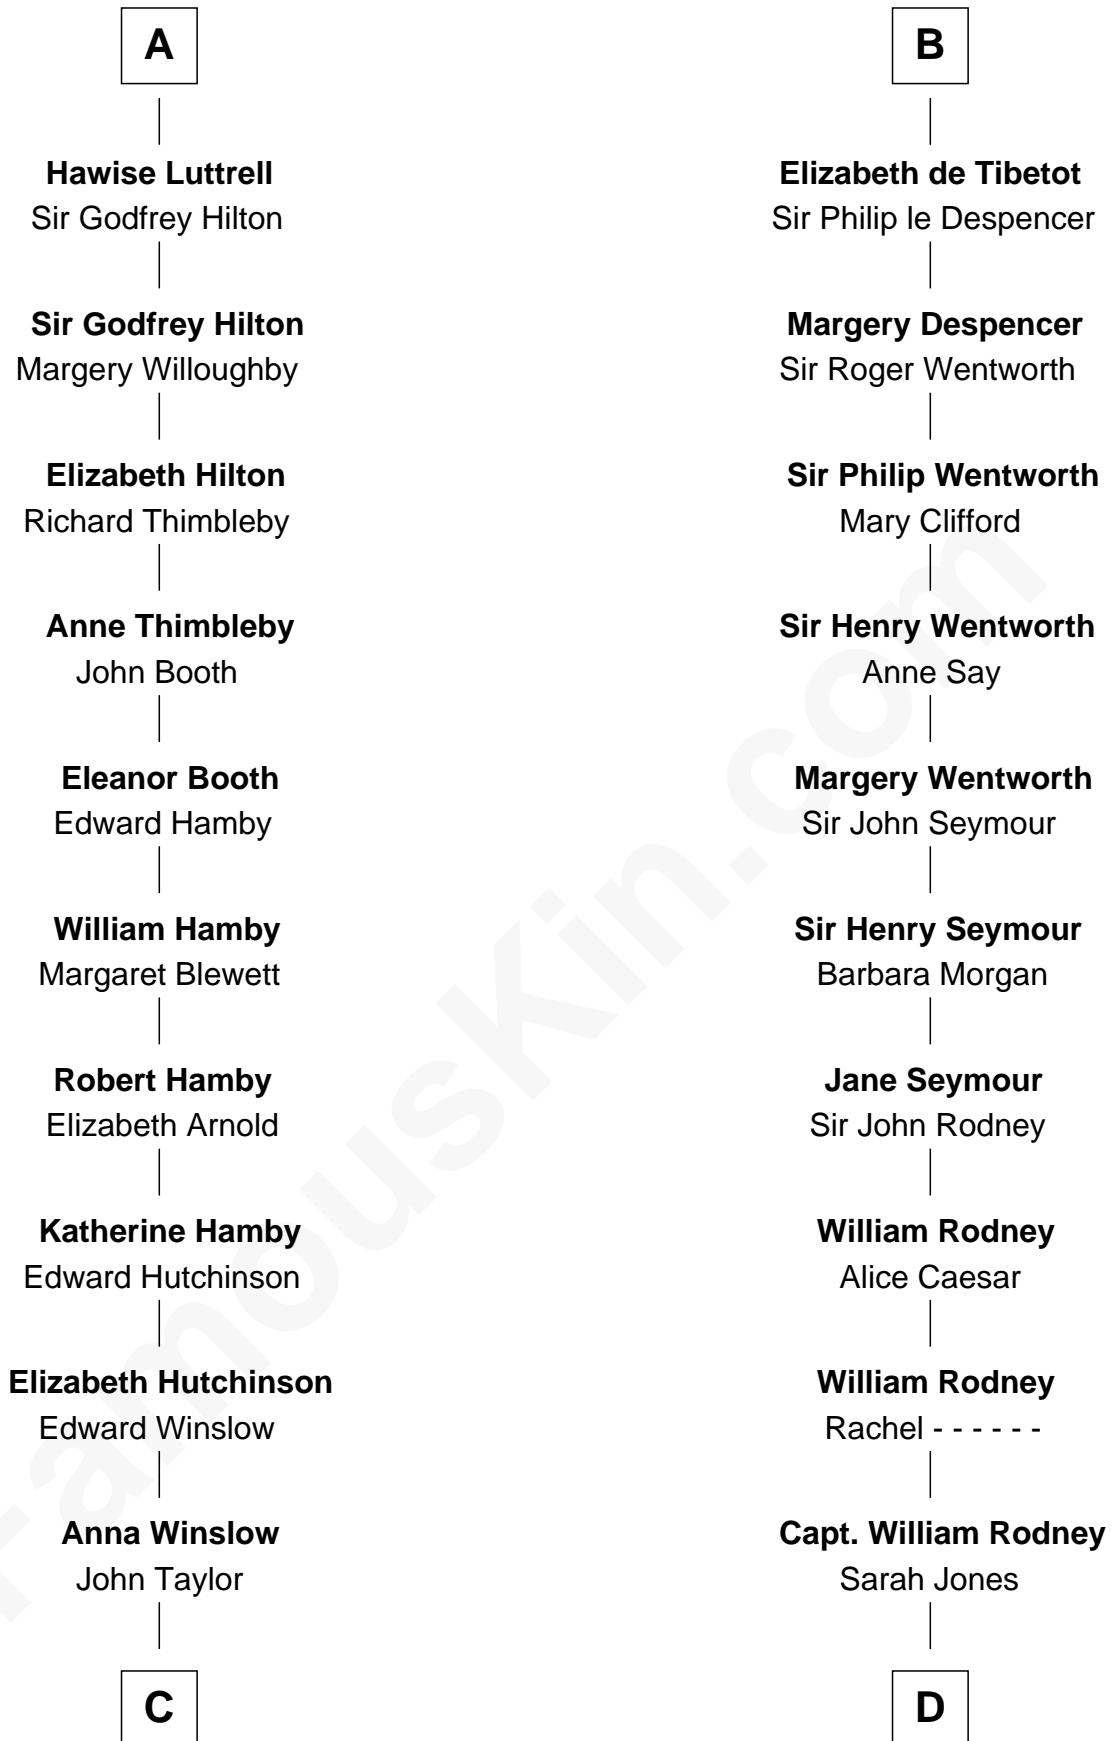 A
Hawise Luttrell
Sir Godfrey Hilton
Sir Godfrey Hilton
Margery Willoughby
Elizabeth Hilton
Richard Thimbleby
Anne Thimbleby
John Booth
Eleanor Booth
Edward Hamby
William Hamby
Margaret Blewett
Robert Hamby
Elizabeth Arnold
Katherine Hamby
Edward Hutchinson
Elizabeth Hutchinson
Edward Winslow
Anna Winslow
John Taylor
C
B
Elizabeth de Tibetot
Sir Philip le Despencer
Margery Despencer
Sir Roger Wentworth
Sir Philip Wentworth
Mary Clifford
Sir Henry Wentworth
Anne Say
Margery Wentworth
Sir John Seymour
Sir Henry Seymour
Barbara Morgan
Jane Seymour
Sir John Rodney
William Rodney
Alice Caesar
William Rodney
Rachel - - - - - -
Capt. William Rodney
Sarah Jones
D
FamousKin.com